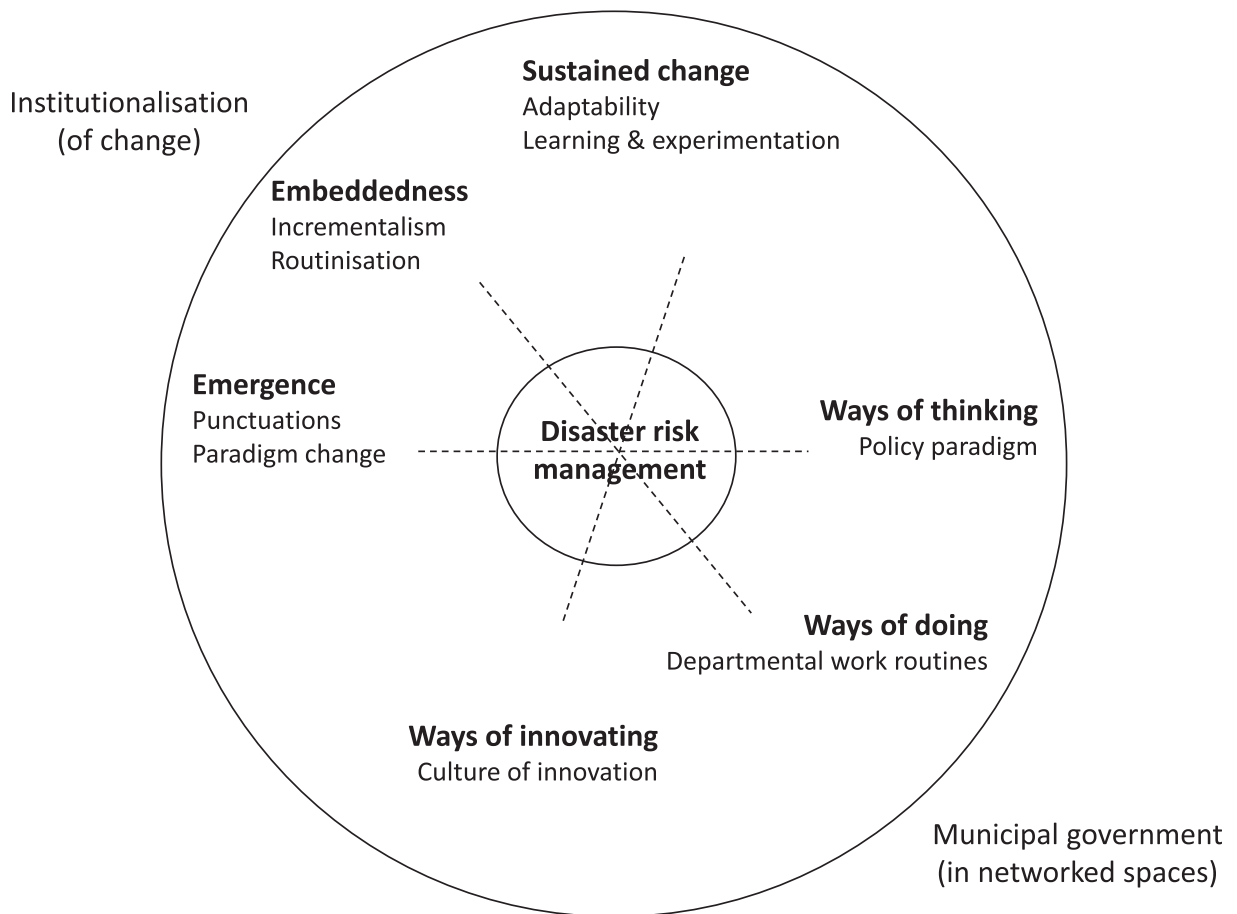 Institutionalisation
(of change)
Sustained change
Adaptability
Learning & experimentation
Embeddedness
Incrementalism
Routinisation
Emergence
Punctuations
Paradigm change
Disaster risk
management
Ways of thinking
Policy paradigm
Ways of doing
Departmental work routines
Ways of innovating
Culture of innovation
Municipal government
(in networked spaces)